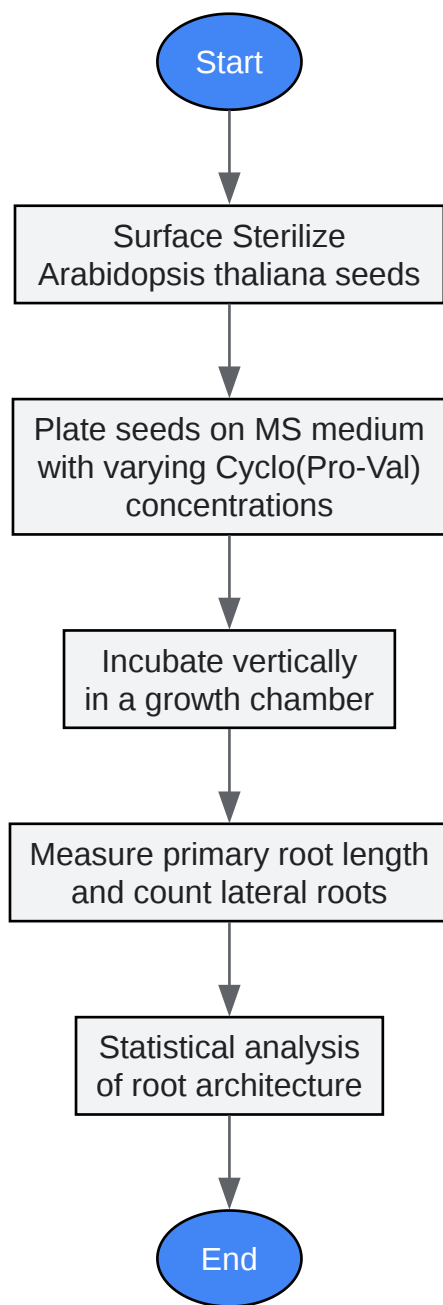 Start
Surface Sterilize
Arabidopsis thaliana seeds
Plate seeds on MS medium
with varying Cyclo(Pro-Val)
concentrations
Incubate vertically
in a growth chamber
Measure primary root length
and count lateral roots
Statistical analysis
of root architecture
End